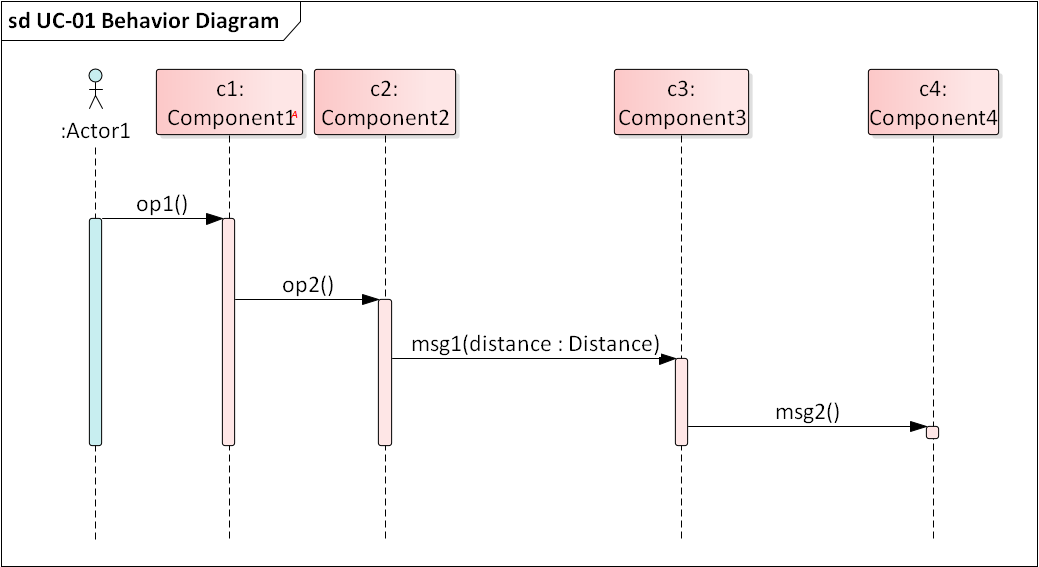 sd UC-01 Behavior Diagram
:Actor1
c1:
Component1A
c2:
Component2
c3:
Component3
c4:
Component4
op1()
op2()
msg1(distance : Distance)
msg2()